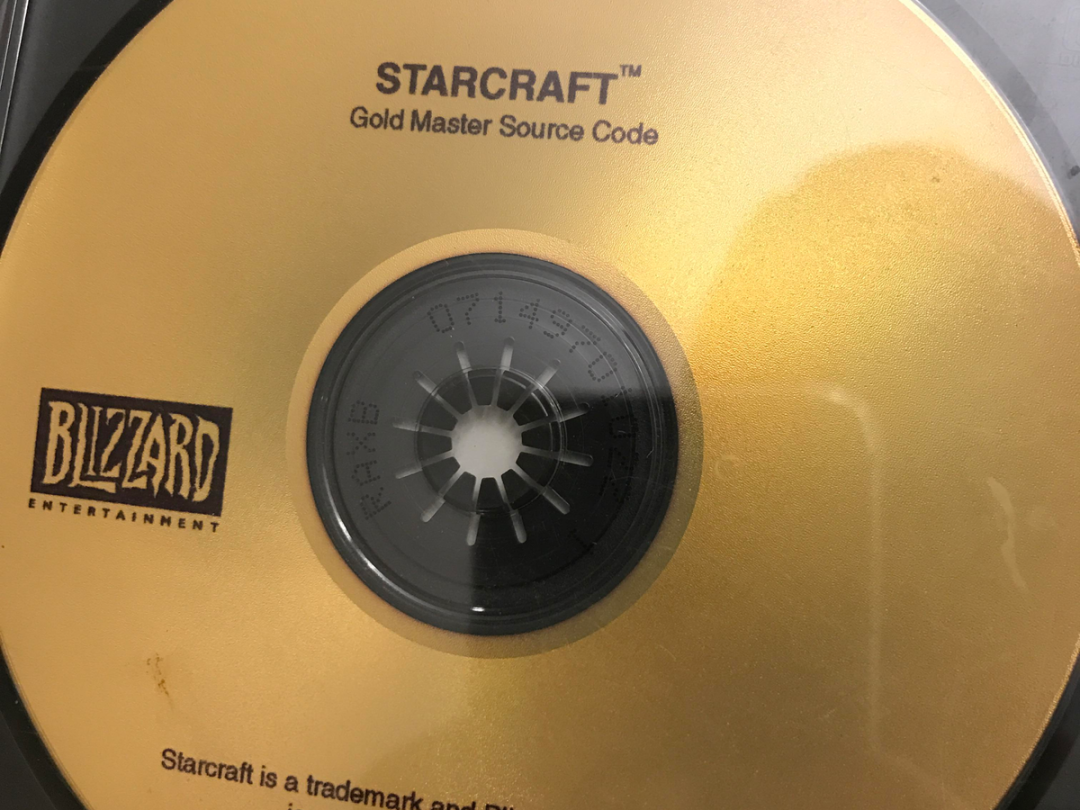 STARCRAFT™
Gold Master Source Code
BLIZZARD
ENTERTAINMENT
Starcraft is a trademark and